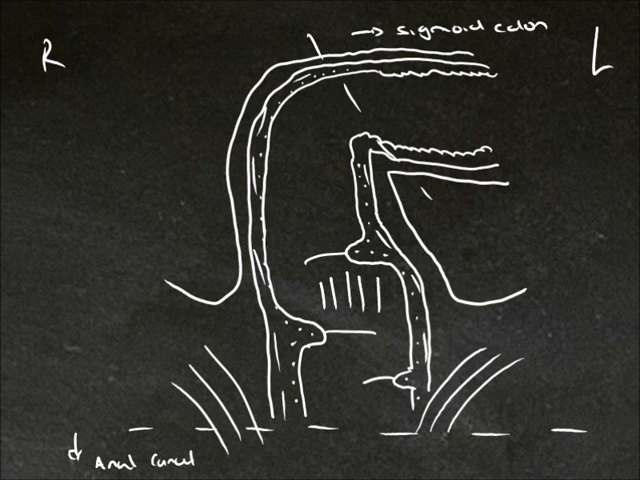 R
→ sigmoid colon
L
↓ Anal Canal